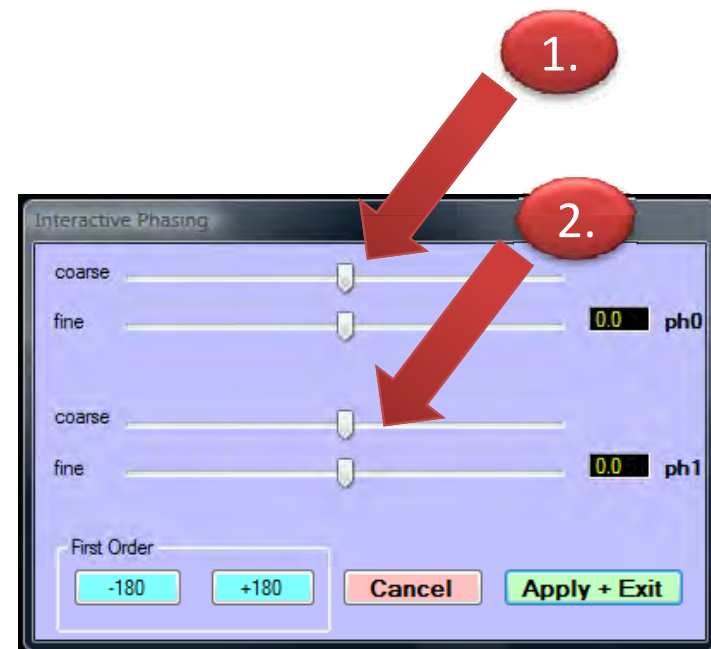 1.
2.
Interactive Phasing
coarse
fine
0.0 ph0
coarse
fine
0.0 ph1
First Order
-180 +180 Cancel Apply + Exit